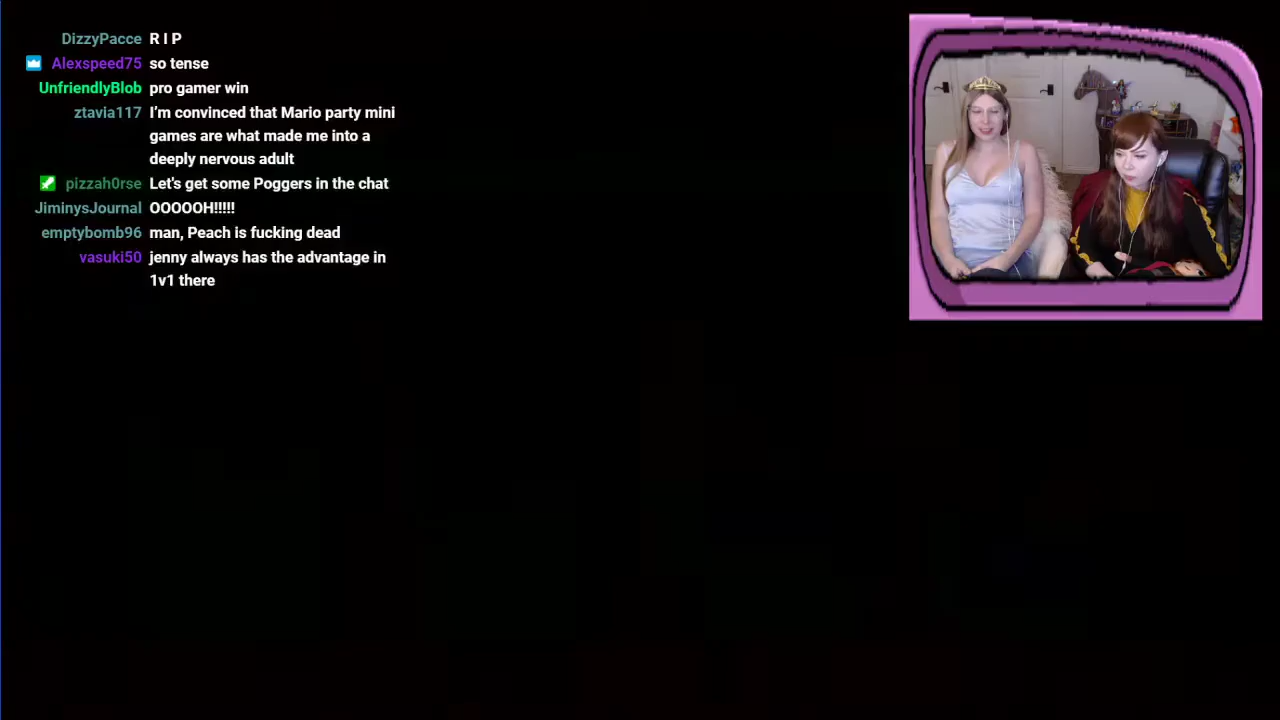 DizzyPacce R I P
Alexspeed75 so tense
UnfriendlyBlob pro gamer win
ztavia117 I'm convinced that Mario party mini
games are what made me into a
deeply nervous adult
pizzah0rse Let's get some Poggers in the chat
JiminysJournal OOOOOH!!!!!
emptybomb96 man, Peach is fucking dead
vasuki50 jenny always has the advantage in
1v1 there